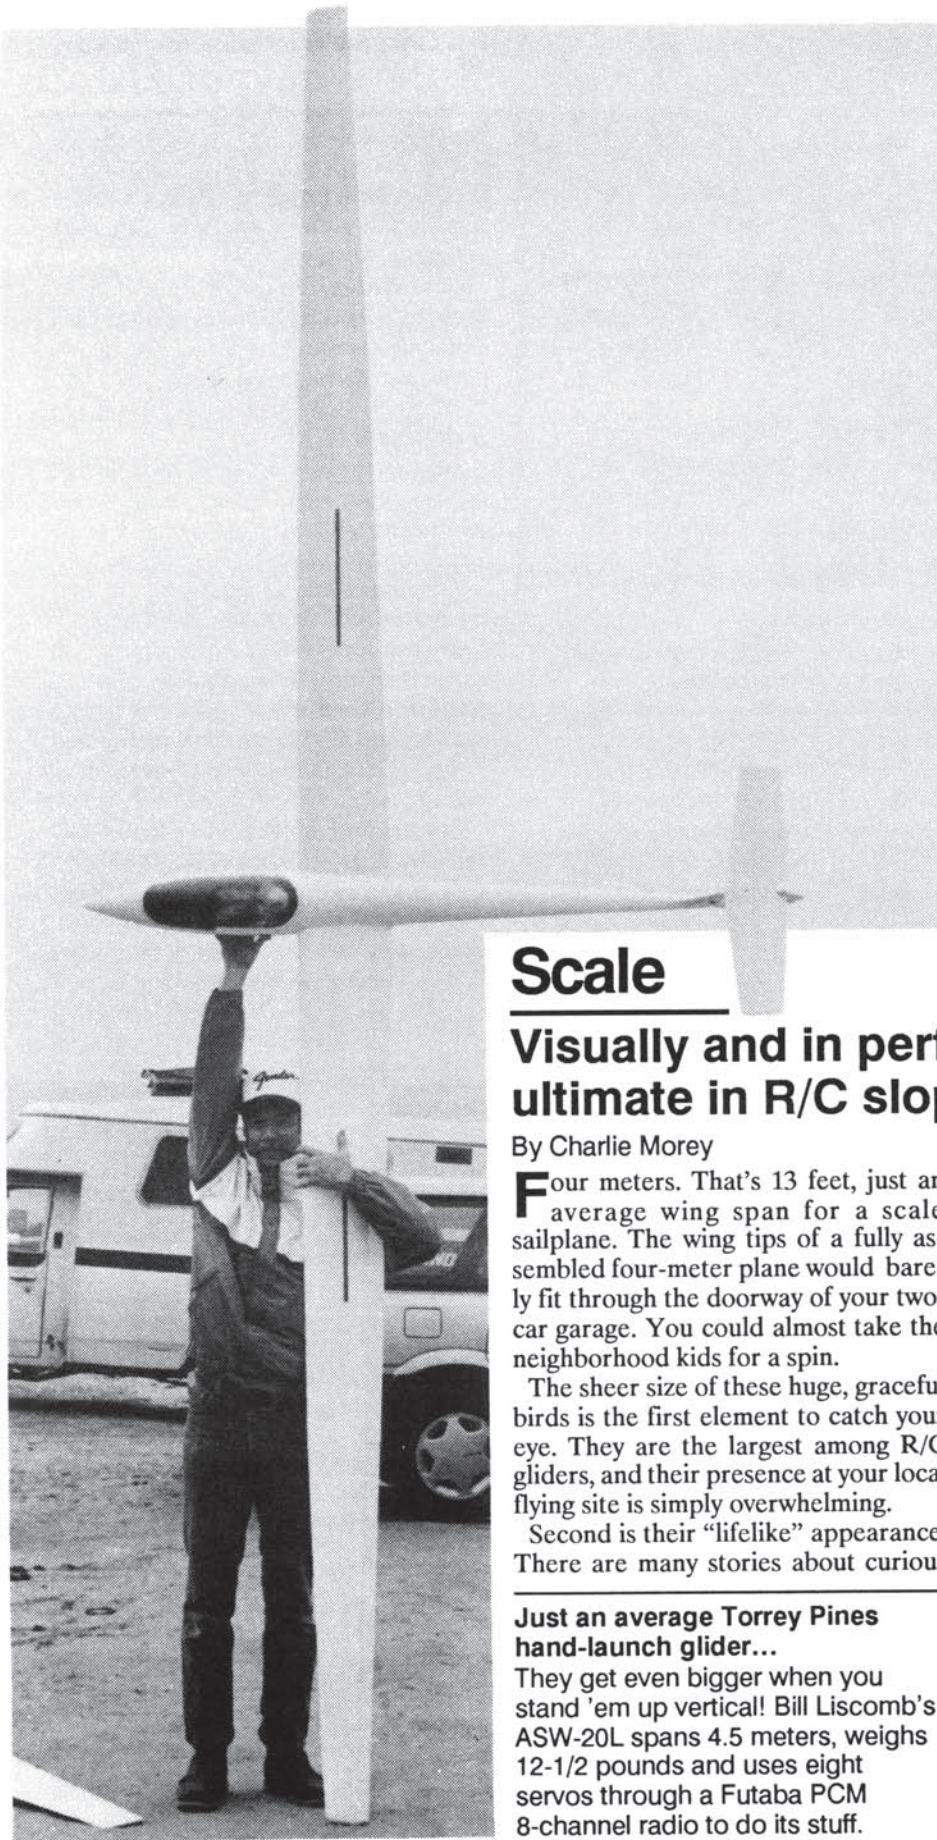 Scale
Visually and in perf
ultimate in R/C slop
By Charlie Morey
Four meters. That's 13 feet, just an
average wing span for a scale
sailplane. The wing tips of a fully as
sembled four-meter plane would bare
ly fit through the doorway of your two
car garage. You could almost take the
neighborhood kids for a spin.
The sheer size of these huge, gracefu
birds is the first element to catch your
eye. They are the largest among R/C
gliders, and their presence at your loca
flying site is simply overwhelming.
Second is their “lifelike” appearance
There are many stories about curiou
Just an average Torrey Pines
hand-launch glider...
They get even bigger when you
stand 'em up vertical! Bill Liscomb's
ASW-20L spans 4.5 meters, weighs
12-1/2 pounds and uses eight
servos through a Futaba PCM
8-channel radio to do its stuff.